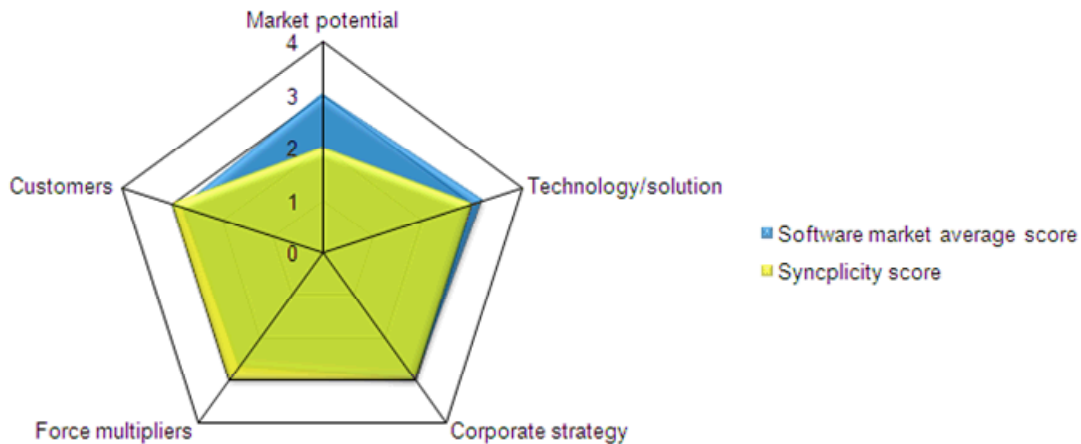 Market potential
4
3
2
1
0
Customers
Technology/solution
Software market average score
Syncplicity score
Force multipliers
Corporate strategy